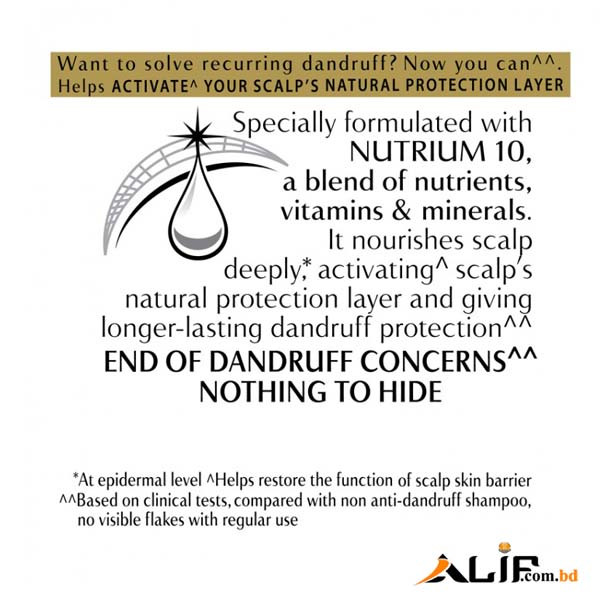 Want to solve recurring dandruff? Now you can^^.
Helps ACTIVATE^ YOUR SCALP'S NATURAL PROTECTION LAYER
Specially formulated with
NUTRIUM 10,
a blend of nutrients,
vitamins & minerals.
It nourishes scalp
deeply,* activating^ scalp's
natural protection layer and giving
longer-lasting dandruff protection^^
END OF DANDRUFF CONCERNS^^
NOTHING TO HIDE
*At epidermal level ^Helps restore the function of scalp skin barrier
^^Based on clinical tests, compared with non anti-dandruff shampoo,
no visible flakes with regular use
ALIF.com.bd